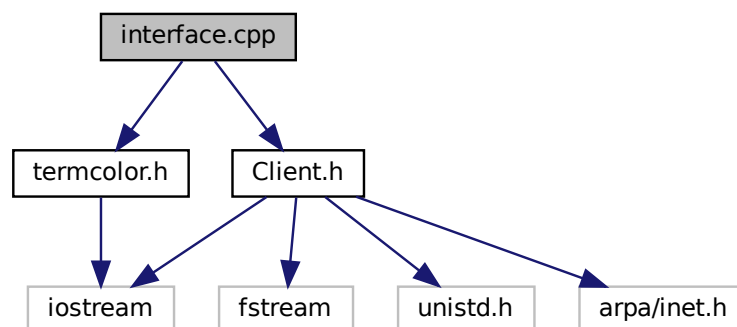 interface.cpp
termcolor.h
Client.h
iostream
fstream
unistd.h
arpa/inet.h